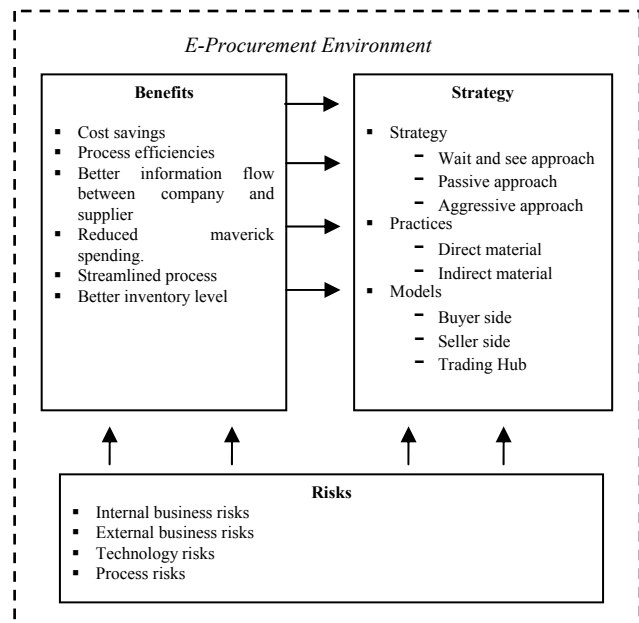 E-Procurement Environment
Benefits
▪ Cost savings
▪ Process efficiencies
▪ Better information flow
between company and
supplier
▪ Reduced maverick
spending.
▪ Streamlined process
▪ Better inventory level
Strategy
▪ Strategy
– Wait and see approach
– Passive approach
– Aggressive approach
▪ Practices
– Direct material
– Indirect material
▪ Models
– Buyer side
– Seller side
– Trading Hub
Risks
▪ Internal business risks
▪ External business risks
▪ Technology risks
▪ Process risks